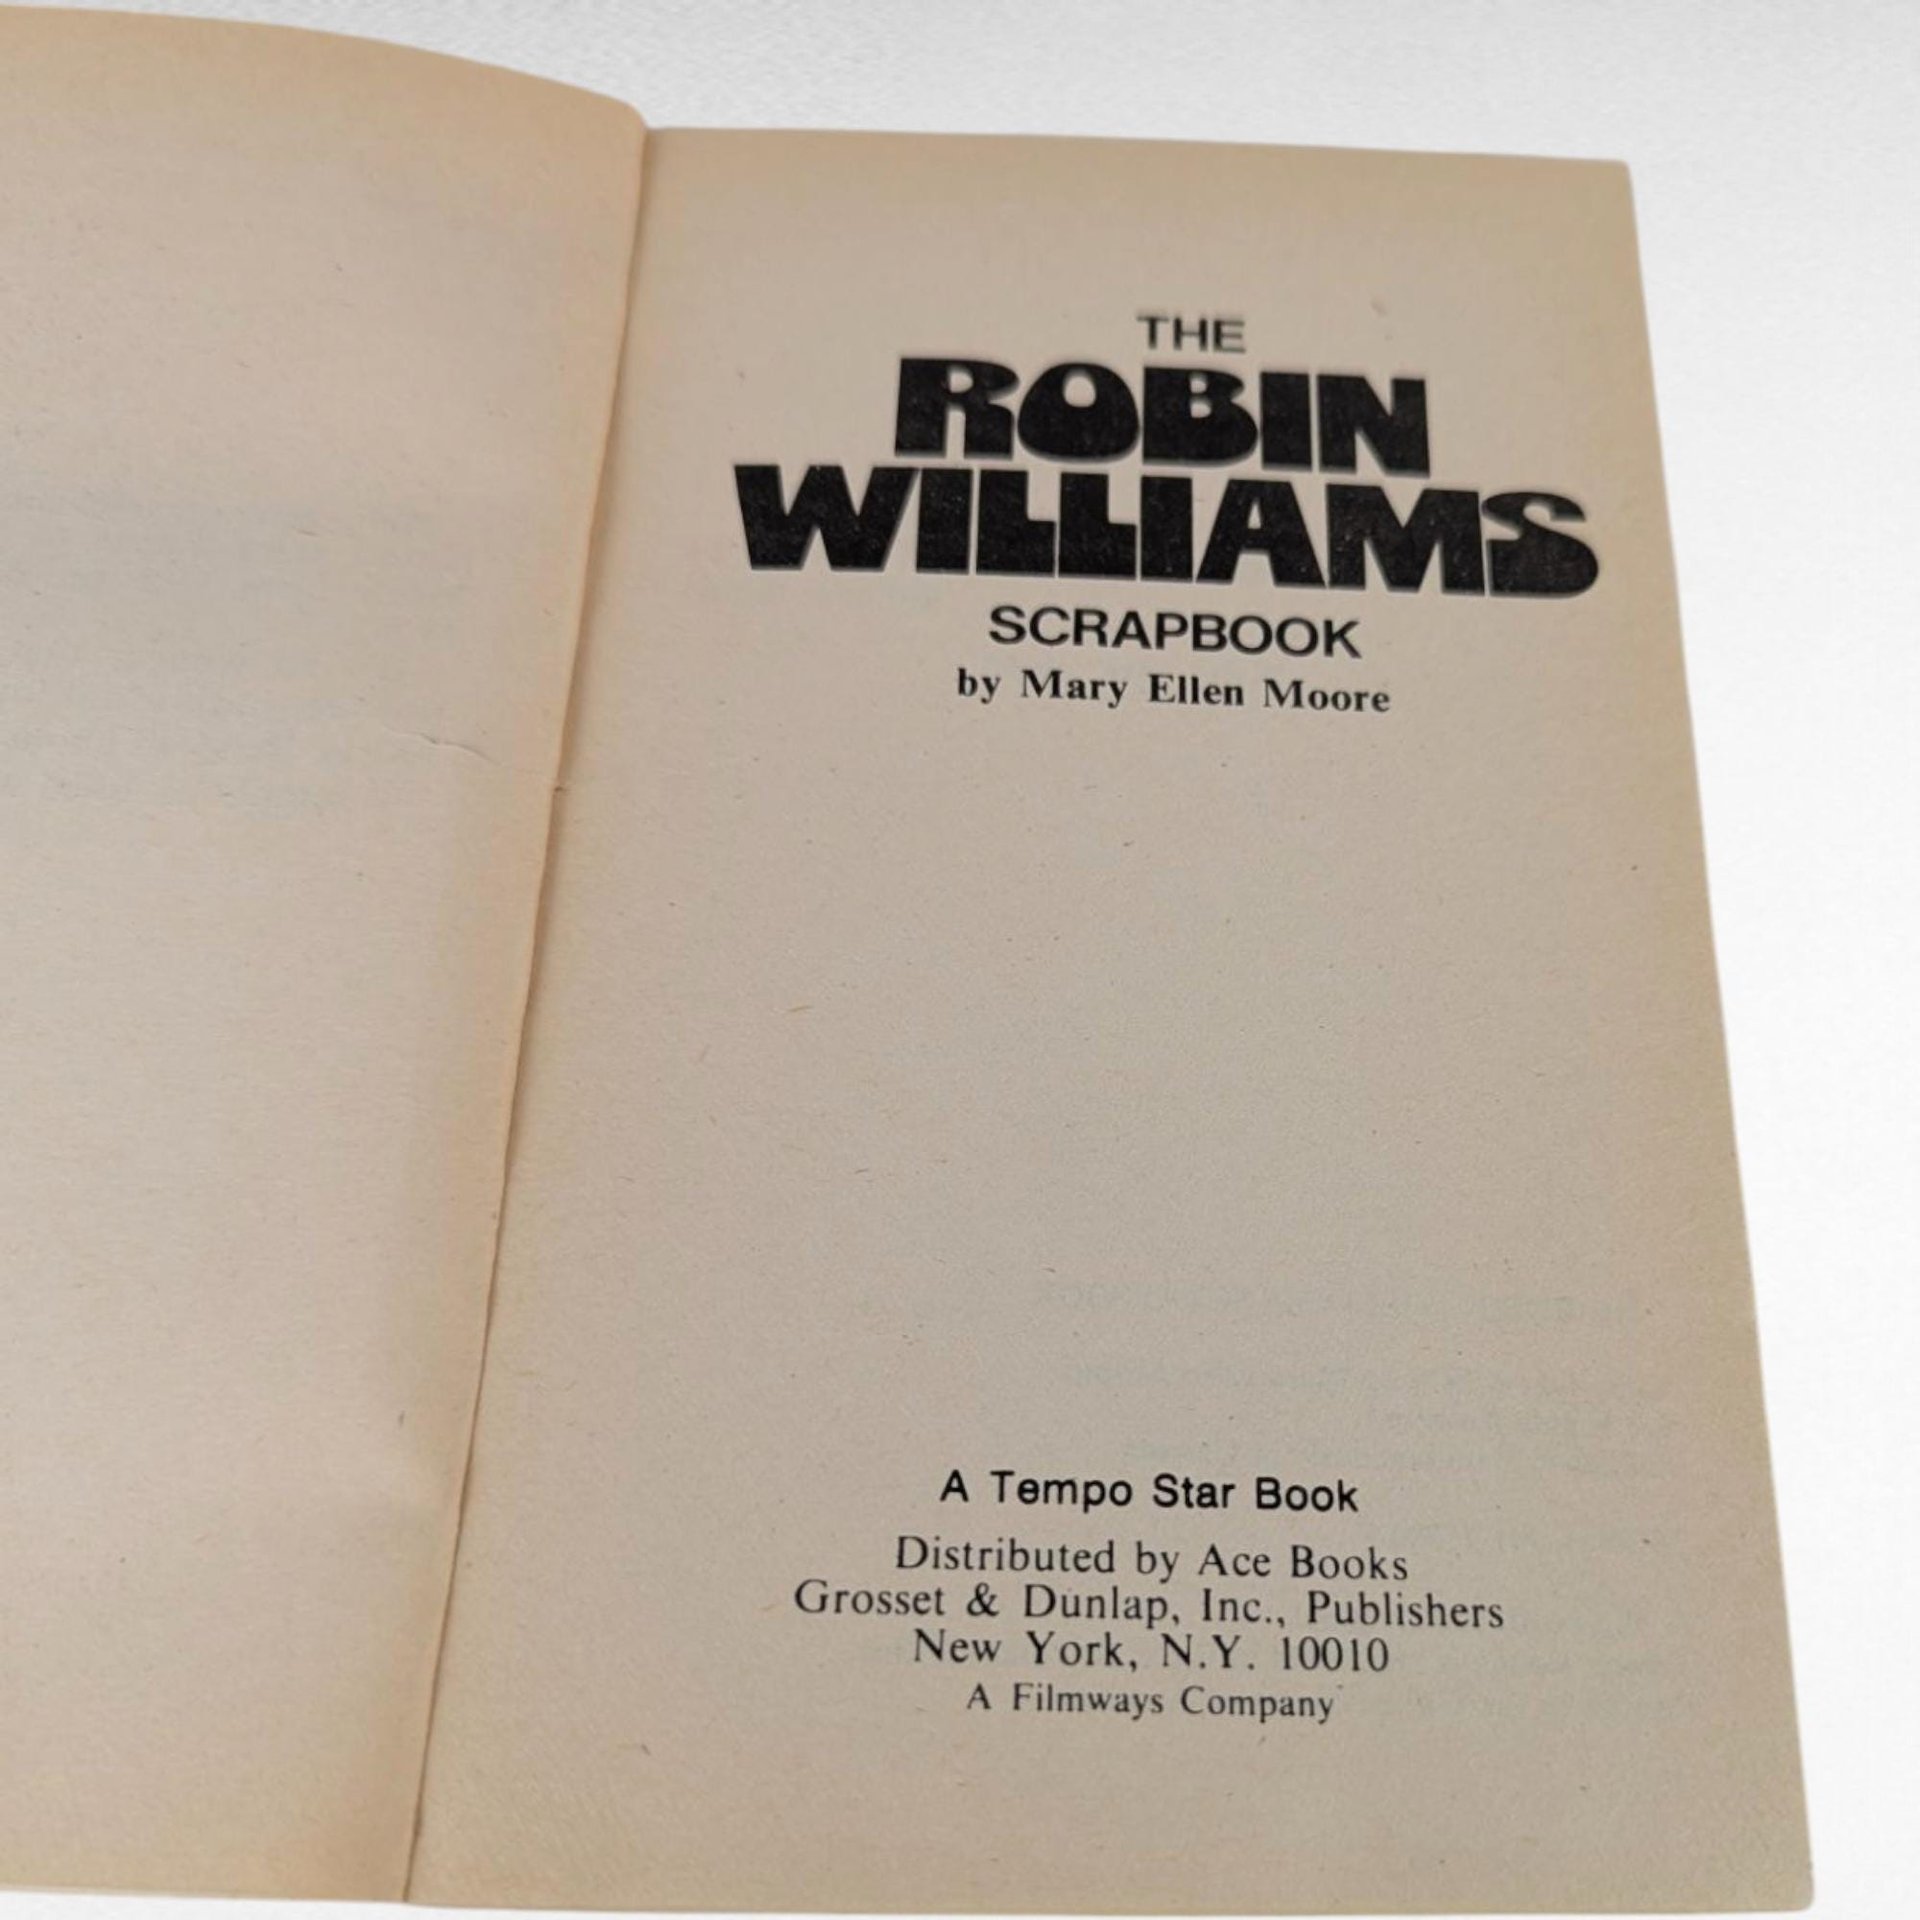 THE
ROBIN
WILLIAMS
SCRAPBOOK
by Mary Ellen Moore
A Tempo Star Book
Distributed by Ace Books
Grosset & Dunlap, Inc., Publishers
New York, N.Y. 10010
A Filmways Company